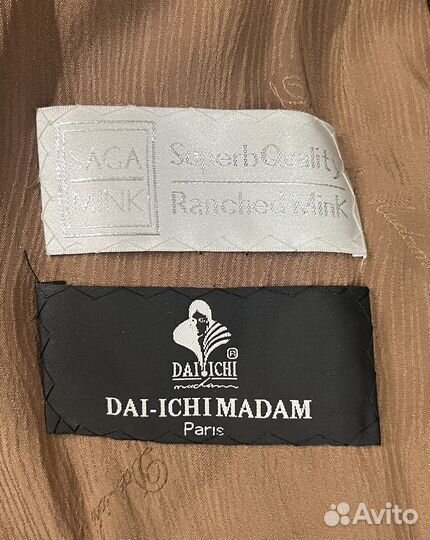 SAGA
MINK
Superb Quality
Ranched Mink
DAI-ICHI ®
madam
DAI-ICHI MADAM
Paris
Avito